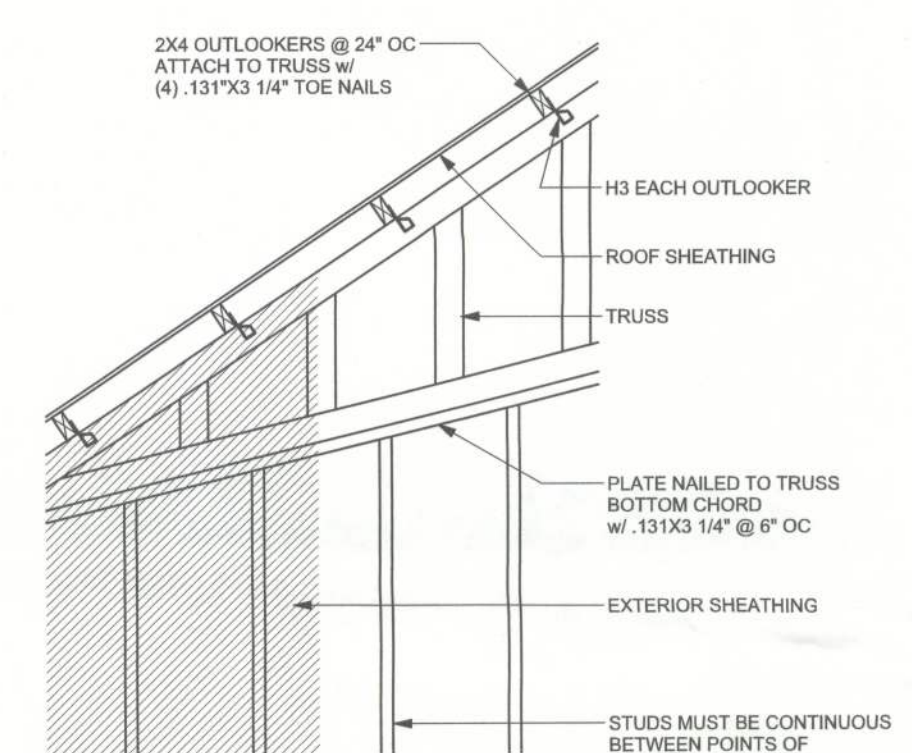 2X4 OUTLOOKERS @ 24" OC
ATTACH TO TRUSS w/
(4) .131"X3 1/4" TOE NAILS
H3 EACH OUTLOOKER
ROOF SHEATHING
TRUSS
PLATE NAILED TO TRUSS
BOTTOM CHORD
w/ .131X3 1/4" @ 6" OC
EXTERIOR SHEATHING
STUDS MUST BE CONTINUOUS
BETWEEN POINTS OF